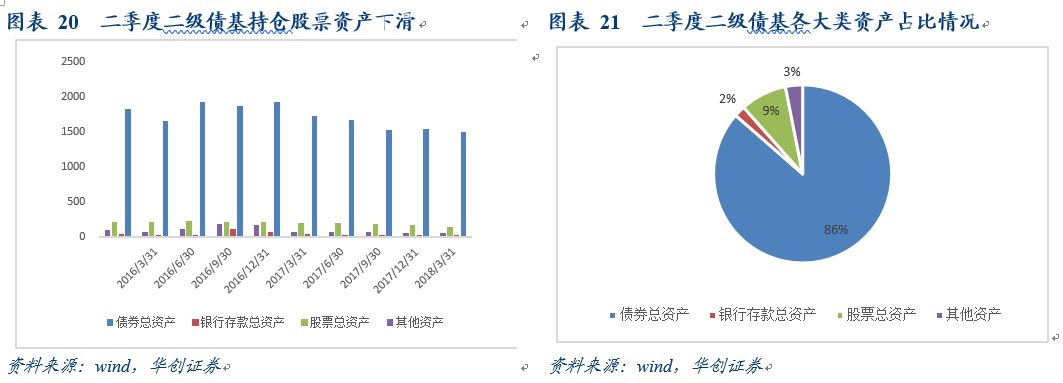 图表 20 二季度二级债基持仓股票资产下滑
2500
2000
1500
1000
500
0
2016/3/31
2016/6/30
2016/9/30
2016/12/31
2017/3/31
2017/6/30
2017/9/30
2017/12/31
2018/3/31
债券总资产
银行存款总资产
股票总资产
其他资产
资料来源：wind，华创证券
图表 21 二季度二级债基各大类资产占比情况
3%
2%
9%
86%
债券总资产
银行存款总资产
股票总资产
其他资产
资料来源：wind，华创证券